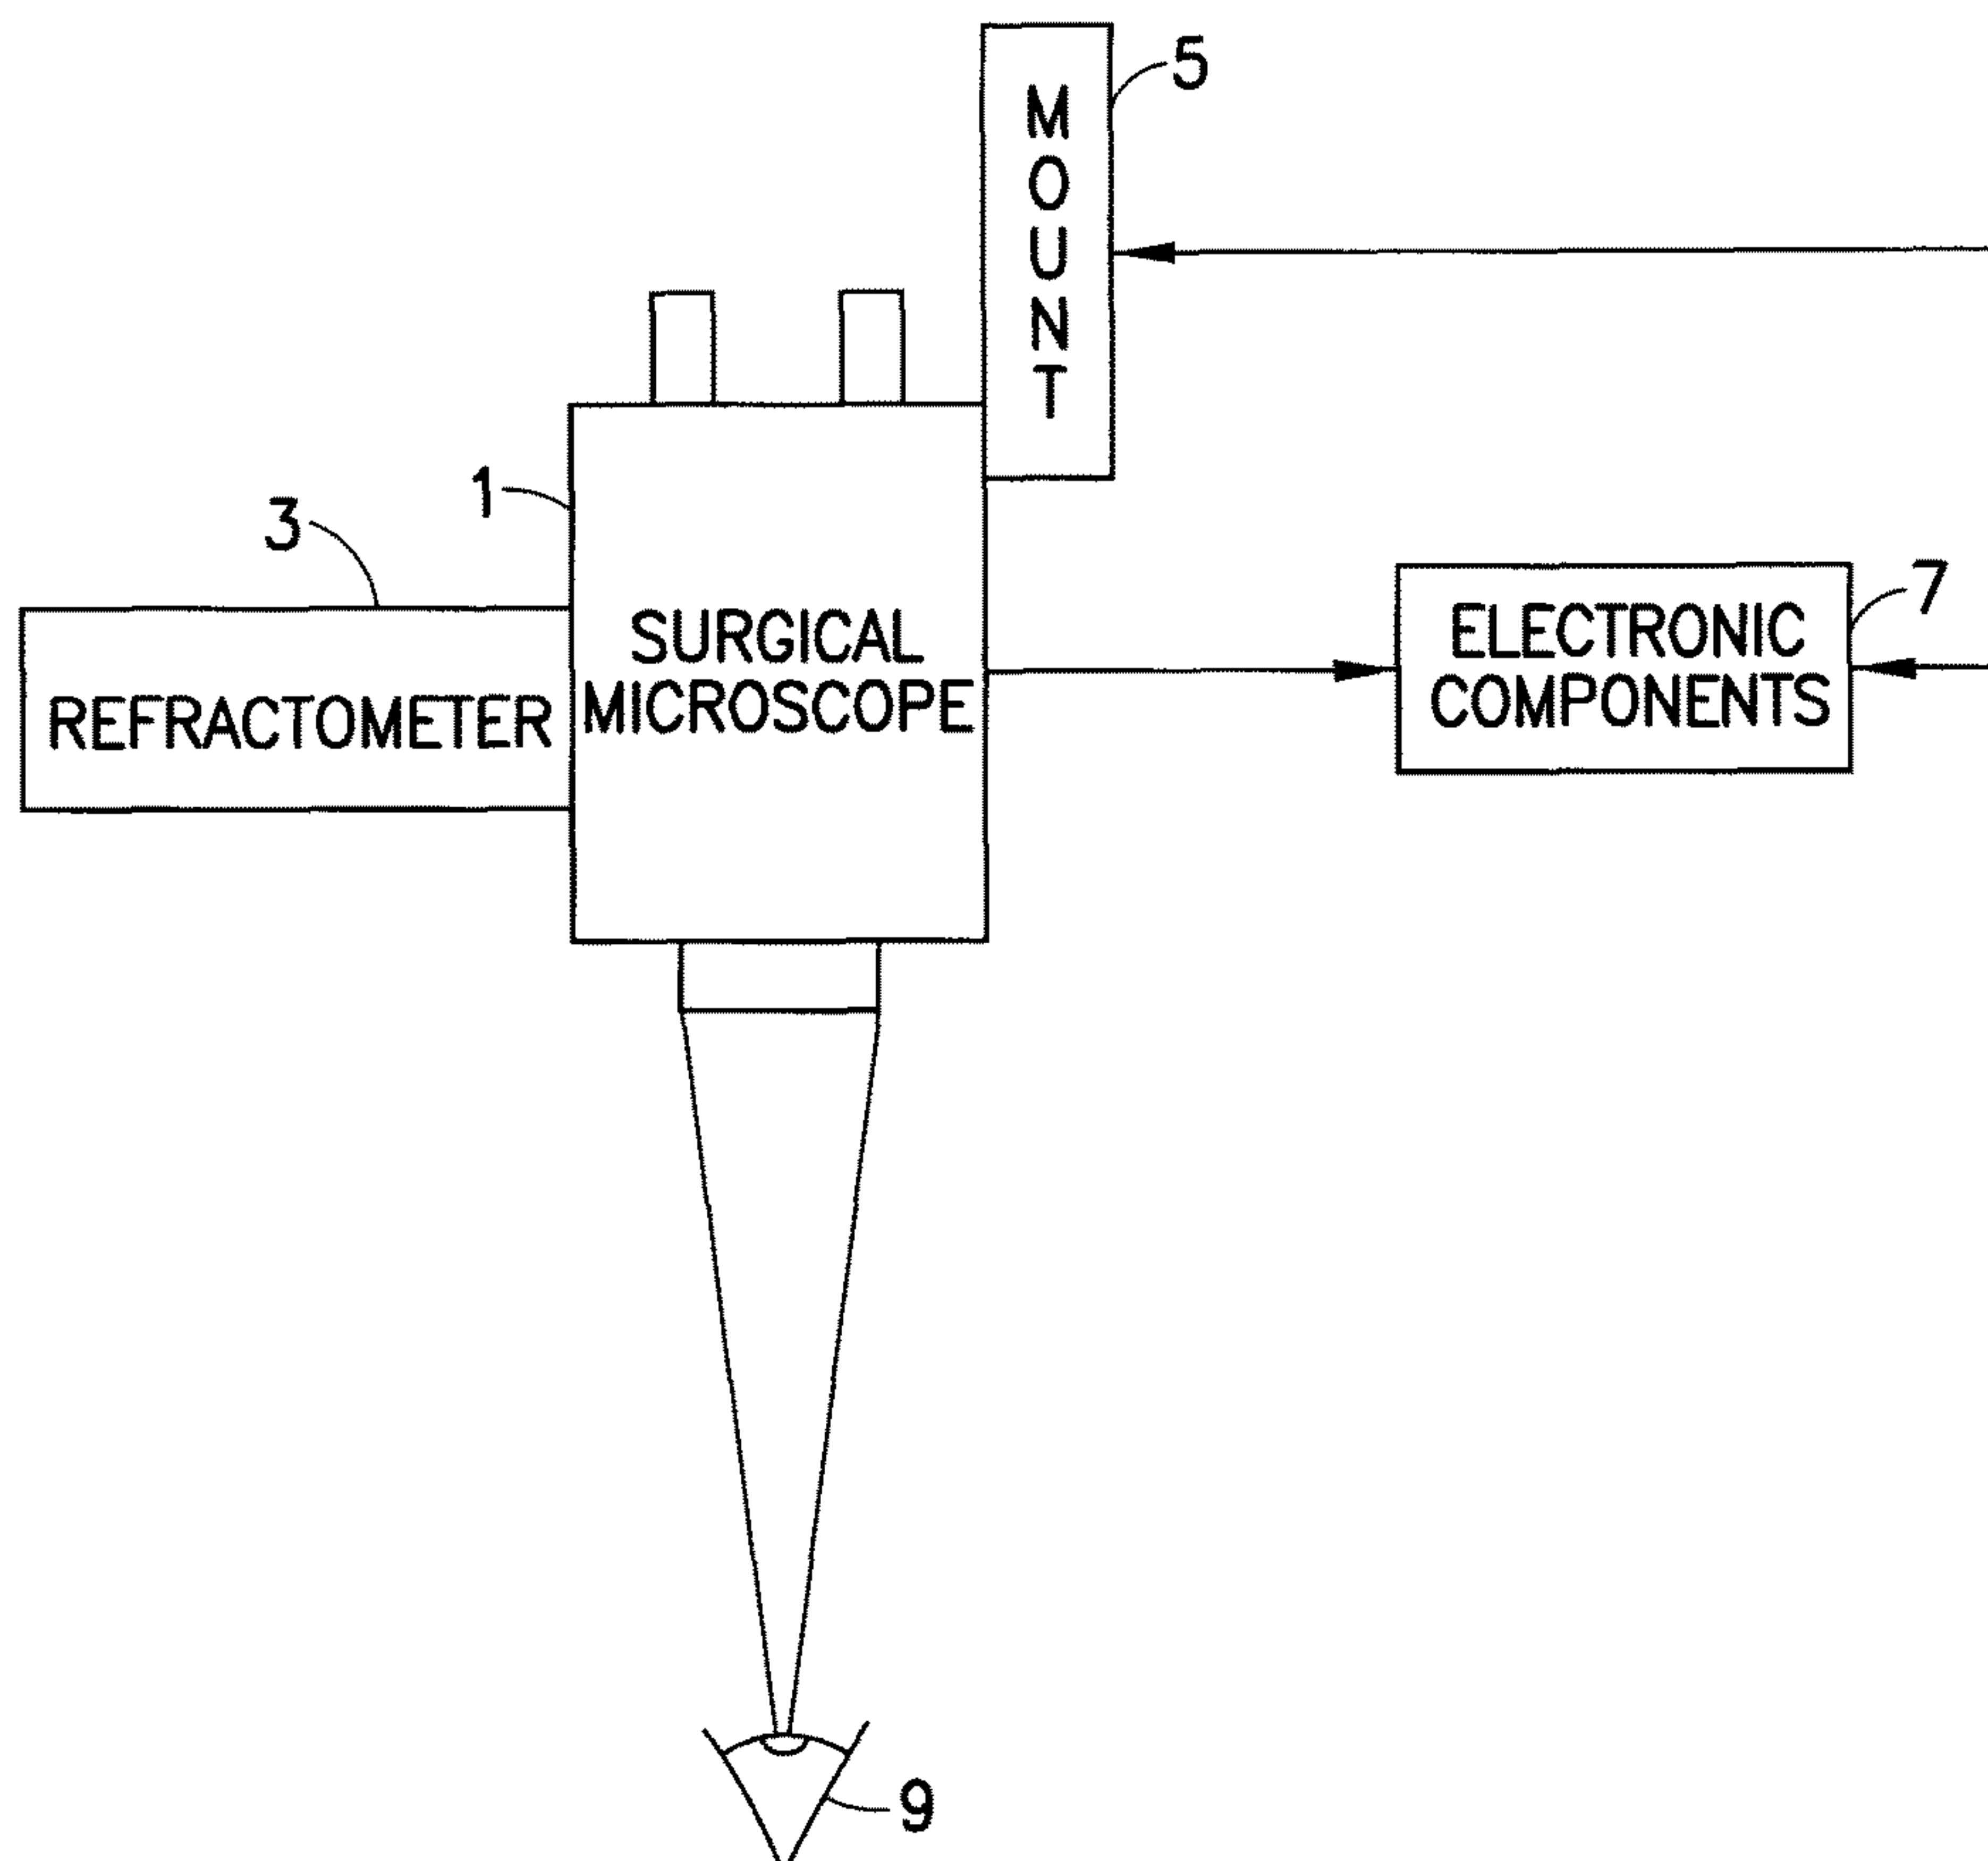 5
M
O
U
N
T
1
3
7
SURGICAL
MICROSCOPE
ELECTRONIC
COMPONENTS
REFRACTOMETER
9